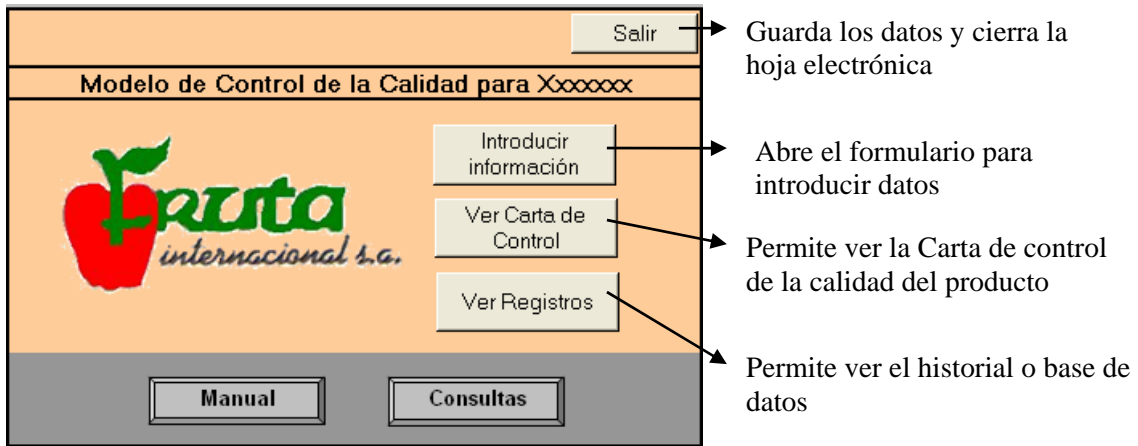 Salir
Guarda los datos y cierra la
hoja electrónica
Modelo de Control de la Calidad para Xxxxxxx
Fruta
internacional s.a.
Introducir
información
Abre el formulario para
introducir datos
Ver Carta de
Control
Permite ver la Carta de control
de la calidad del producto
Ver Registros
Permite ver el historial o base de
datos
Manual
Consultas